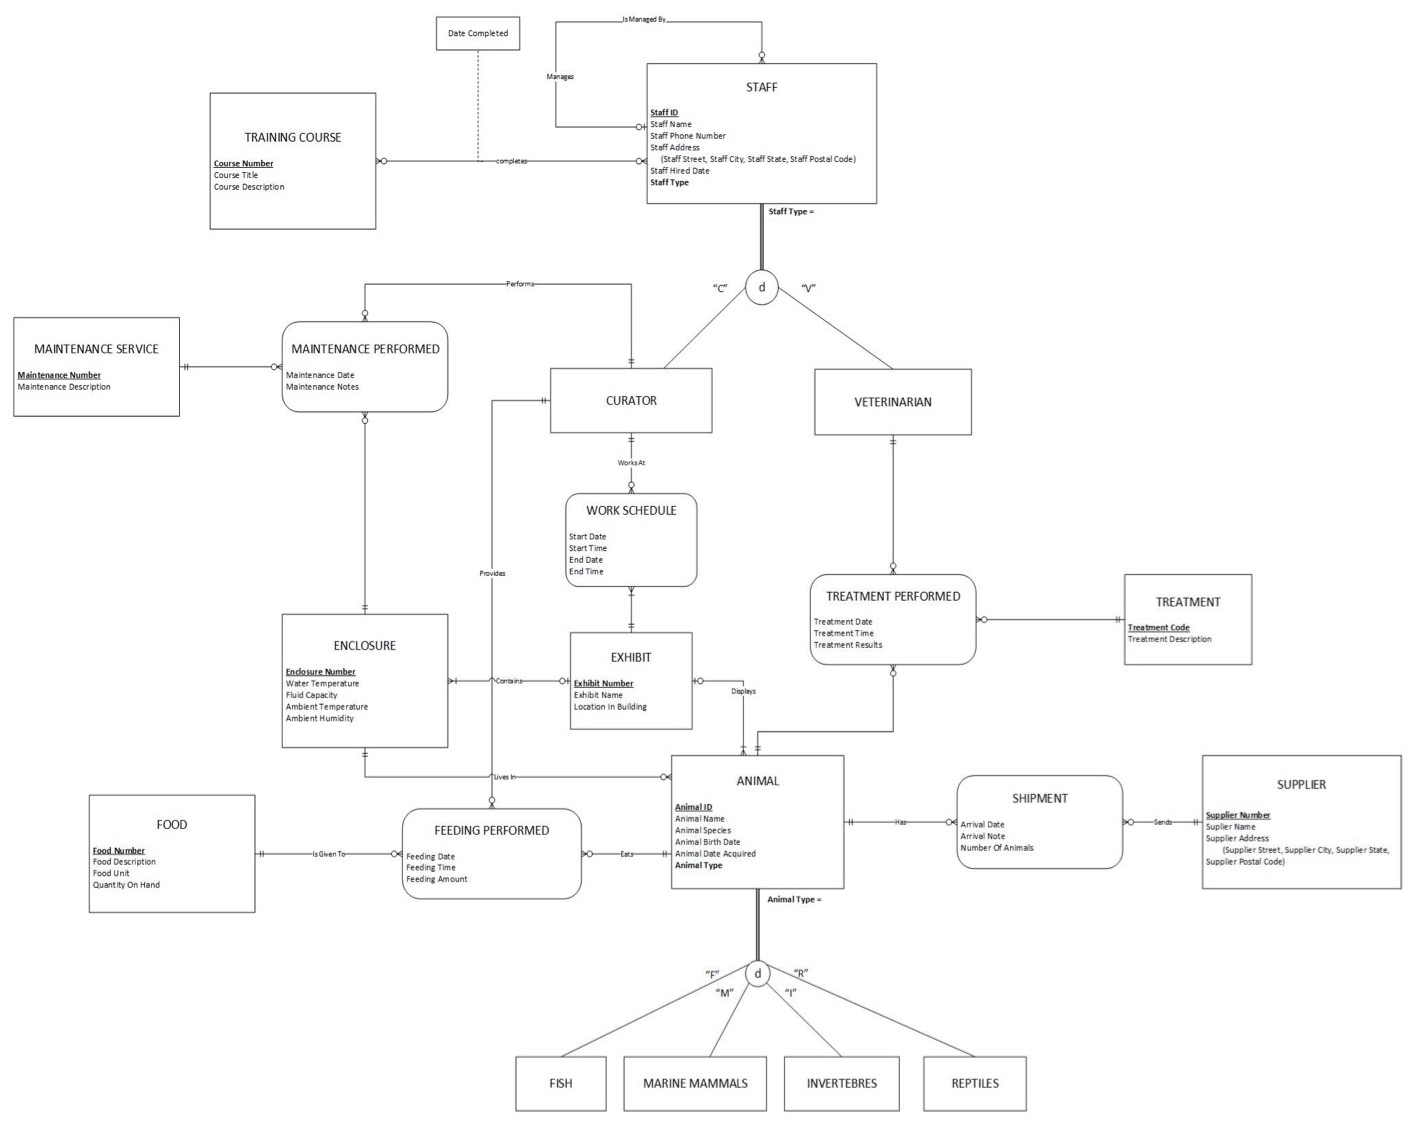 Is Managed By
Date Completed
Manages
STAFF
Staff ID
Staff Name
Staff Phone Number
Staff Address
(Staff Street, Staff City, Staff State, Staff Postal Code)
Staff Hired Date
Staff Type
TRAINING COURSE
Course Number
Course Title
Course Description
completes
Staff Type =
d
"C"
"V"
Performs
MAINTENANCE SERVICE
Maintenance Number
Maintenance Description
MAINTENANCE PERFORMED
Maintenance Date
Maintenance Notes
CURATOR
VETERINARIAN
Works At
WORK SCHEDULE
Start Date
Start Time
End Date
End Time
Provides
TREATMENT PERFORMED
Treatment Date
Treatment Time
Treatment Results
TREATMENT
Treatment Code
Treatment Description
ENCLOSURE
Enclosure Number
Water Temperature
Fluid Capacity
Ambient Temperature
Ambient Humidity
Contains
EXHIBIT
Exhibit Number
Exhibit Name
Location In Building
Displays
Lives In
ANIMAL
Animal ID
Animal Name
Animal Species
Animal Birth Date
Animal Date Acquired
Animal Type
Has
SHIPMENT
Arrival Date
Arrival Note
Number Of Animals
Sends
SUPPLIER
Supplier Number
Suplier Name
Supplier Address
(Supplier Street, Supplier City, Supplier State,
Supplier Postal Code)
FOOD
Food Number
Food Description
Food Unit
Quantity On Hand
Is Given To
FEEDING PERFORMED
Feeding Date
Feeding Time
Feeding Amount
Eats
Animal Type =
d
"F"
"R"
"M"
"I"
FISH
MARINE MAMMALS
INVERTEBRES
REPTILES